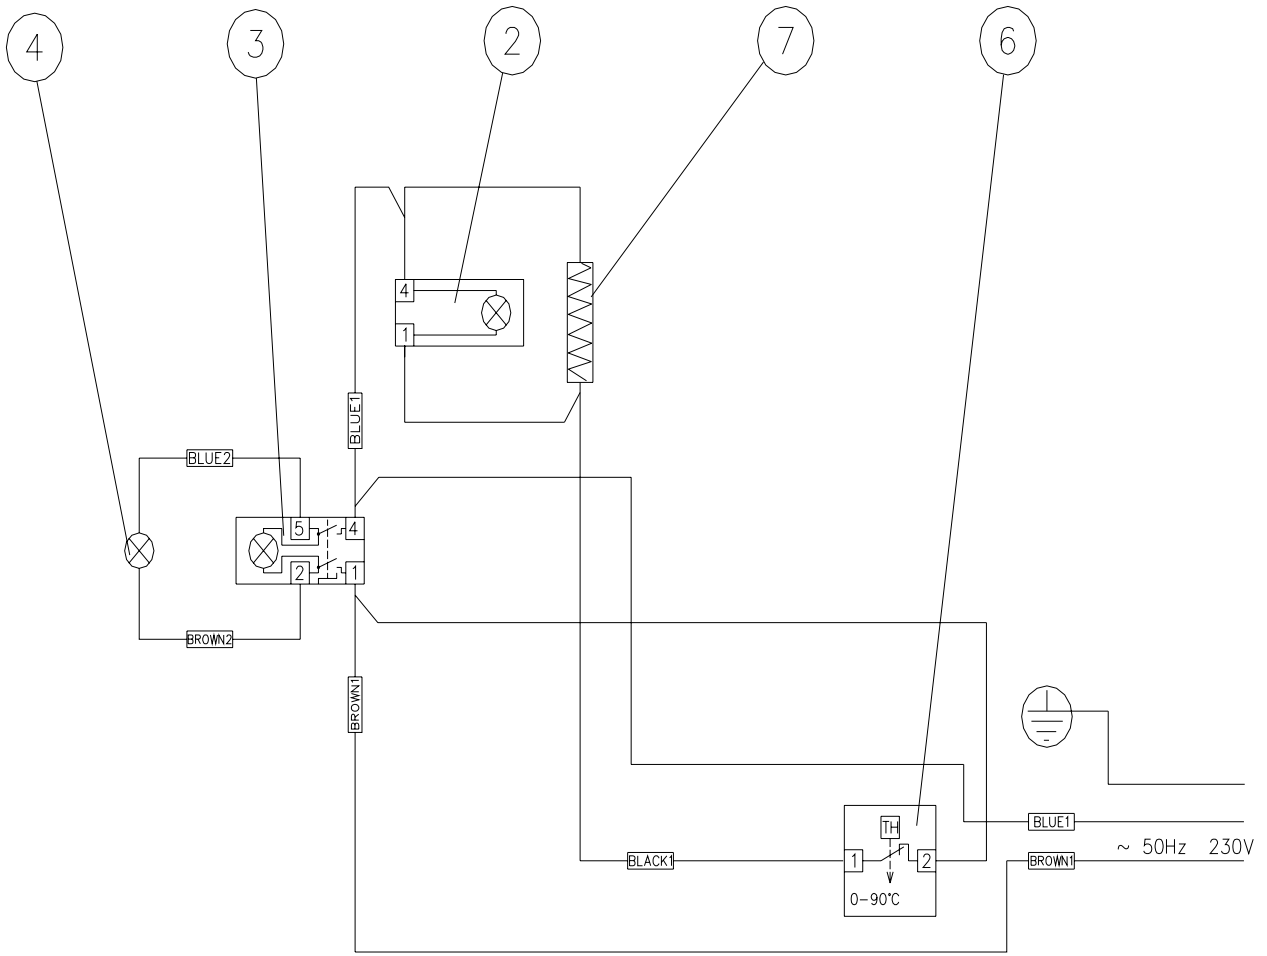 4 3 2 7 6
4
1
BLUE1
BLUE2
5 4
2 1
BROWN2
BROWN1
TH
BLUE1
~ 50Hz 230V
BLACK1 1 2 BROWN1
0-90°C